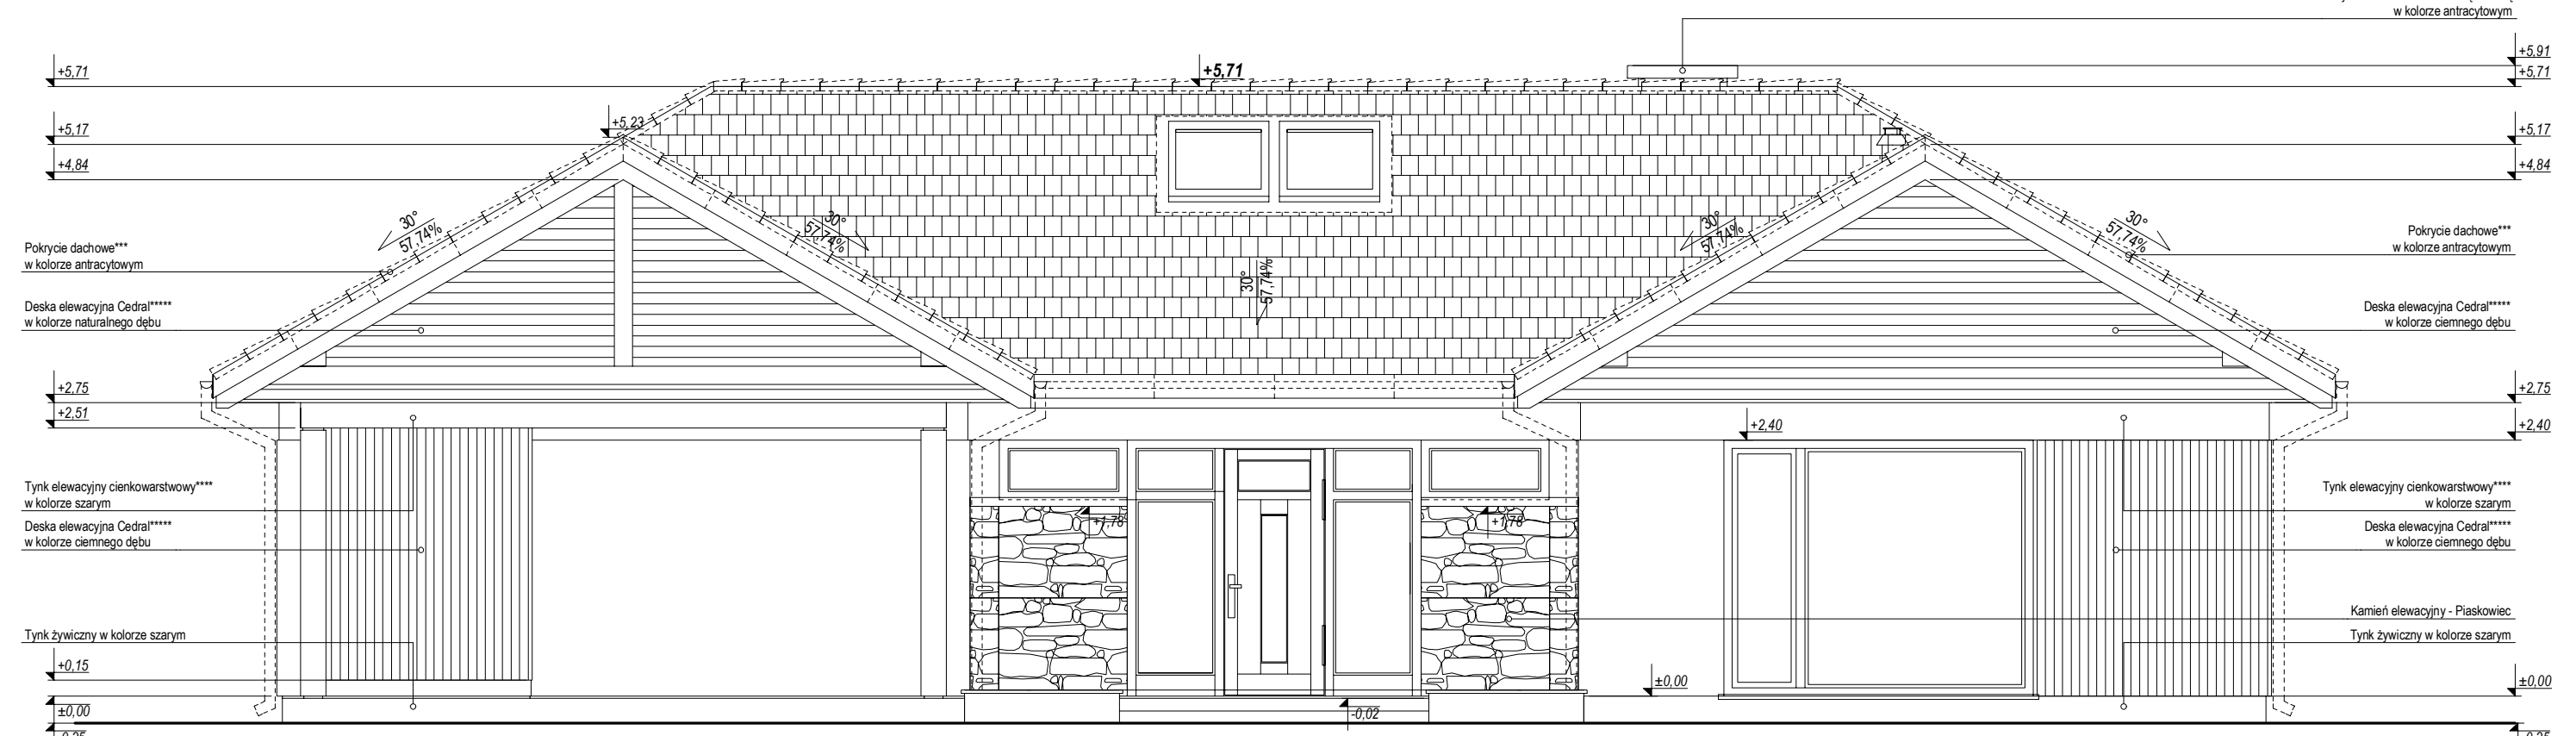 w kolorze antracytowym
+5,91
+5,71
+5,71
+5,71
+5,23
+5,17
+5,17
+4,84
+4,84
30°
57,74%
30°
57,74%
30°
57,74%
30°
57,74%
30°
57,74%
Pokrycie dachowe***
w kolorze antracytowym
Pokrycie dachowe***
w kolorze antracytowym
Deska elewacyjna Cedral*****
w kolorze naturalnego dębu
Deska elewacyjna Cedral*****
w kolorze ciemnego dębu
+2,75
+2,75
+2,51
+2,40
+2,40
Tynk elewacyjny cienkowarstwowy****
w kolorze szarym
Tynk elewacyjny cienkowarstwowy****
w kolorze szarym
+1,78
+1,78
Deska elewacyjna Cedral*****
w kolorze ciemnego dębu
Deska elewacyjna Cedral*****
w kolorze ciemnego dębu
Kamień elewacyjny - Piaskowiec
Tynk żywiczny w kolorze szarym
Tynk żywiczny w kolorze szarym
+0,15
±0,00
±0,00
±0,00
-0,02